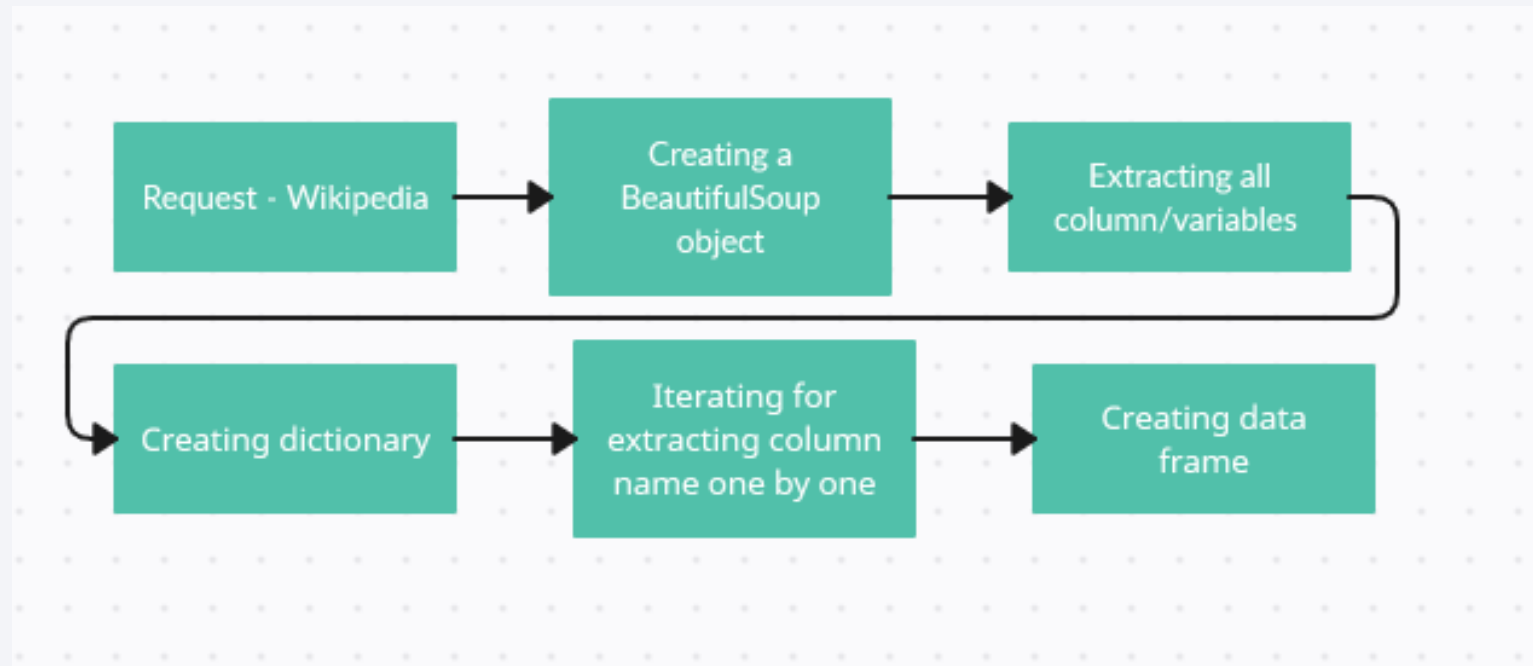 Request - Wikipedia
Creating a
BeautifulSoup
object
Extracting all
column/variables
Creating dictionary
Iterating for
extracting column
name one by one
Creating data
frame